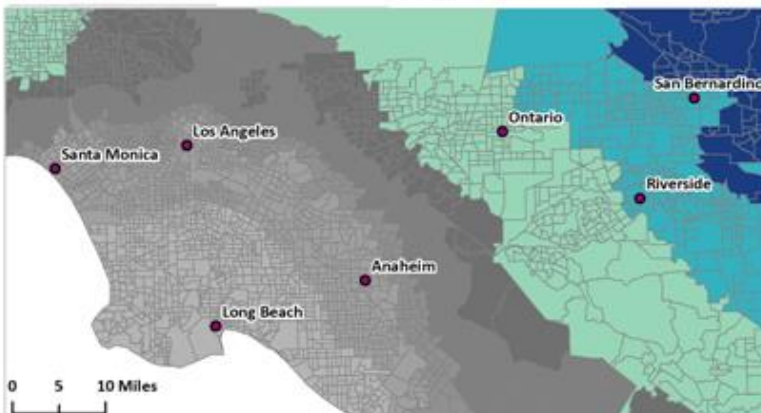 San Bernardino
Ontario
Los Angeles
Santa Monica
Riverside
Anaheim
Long Beach
0 5 10 Miles